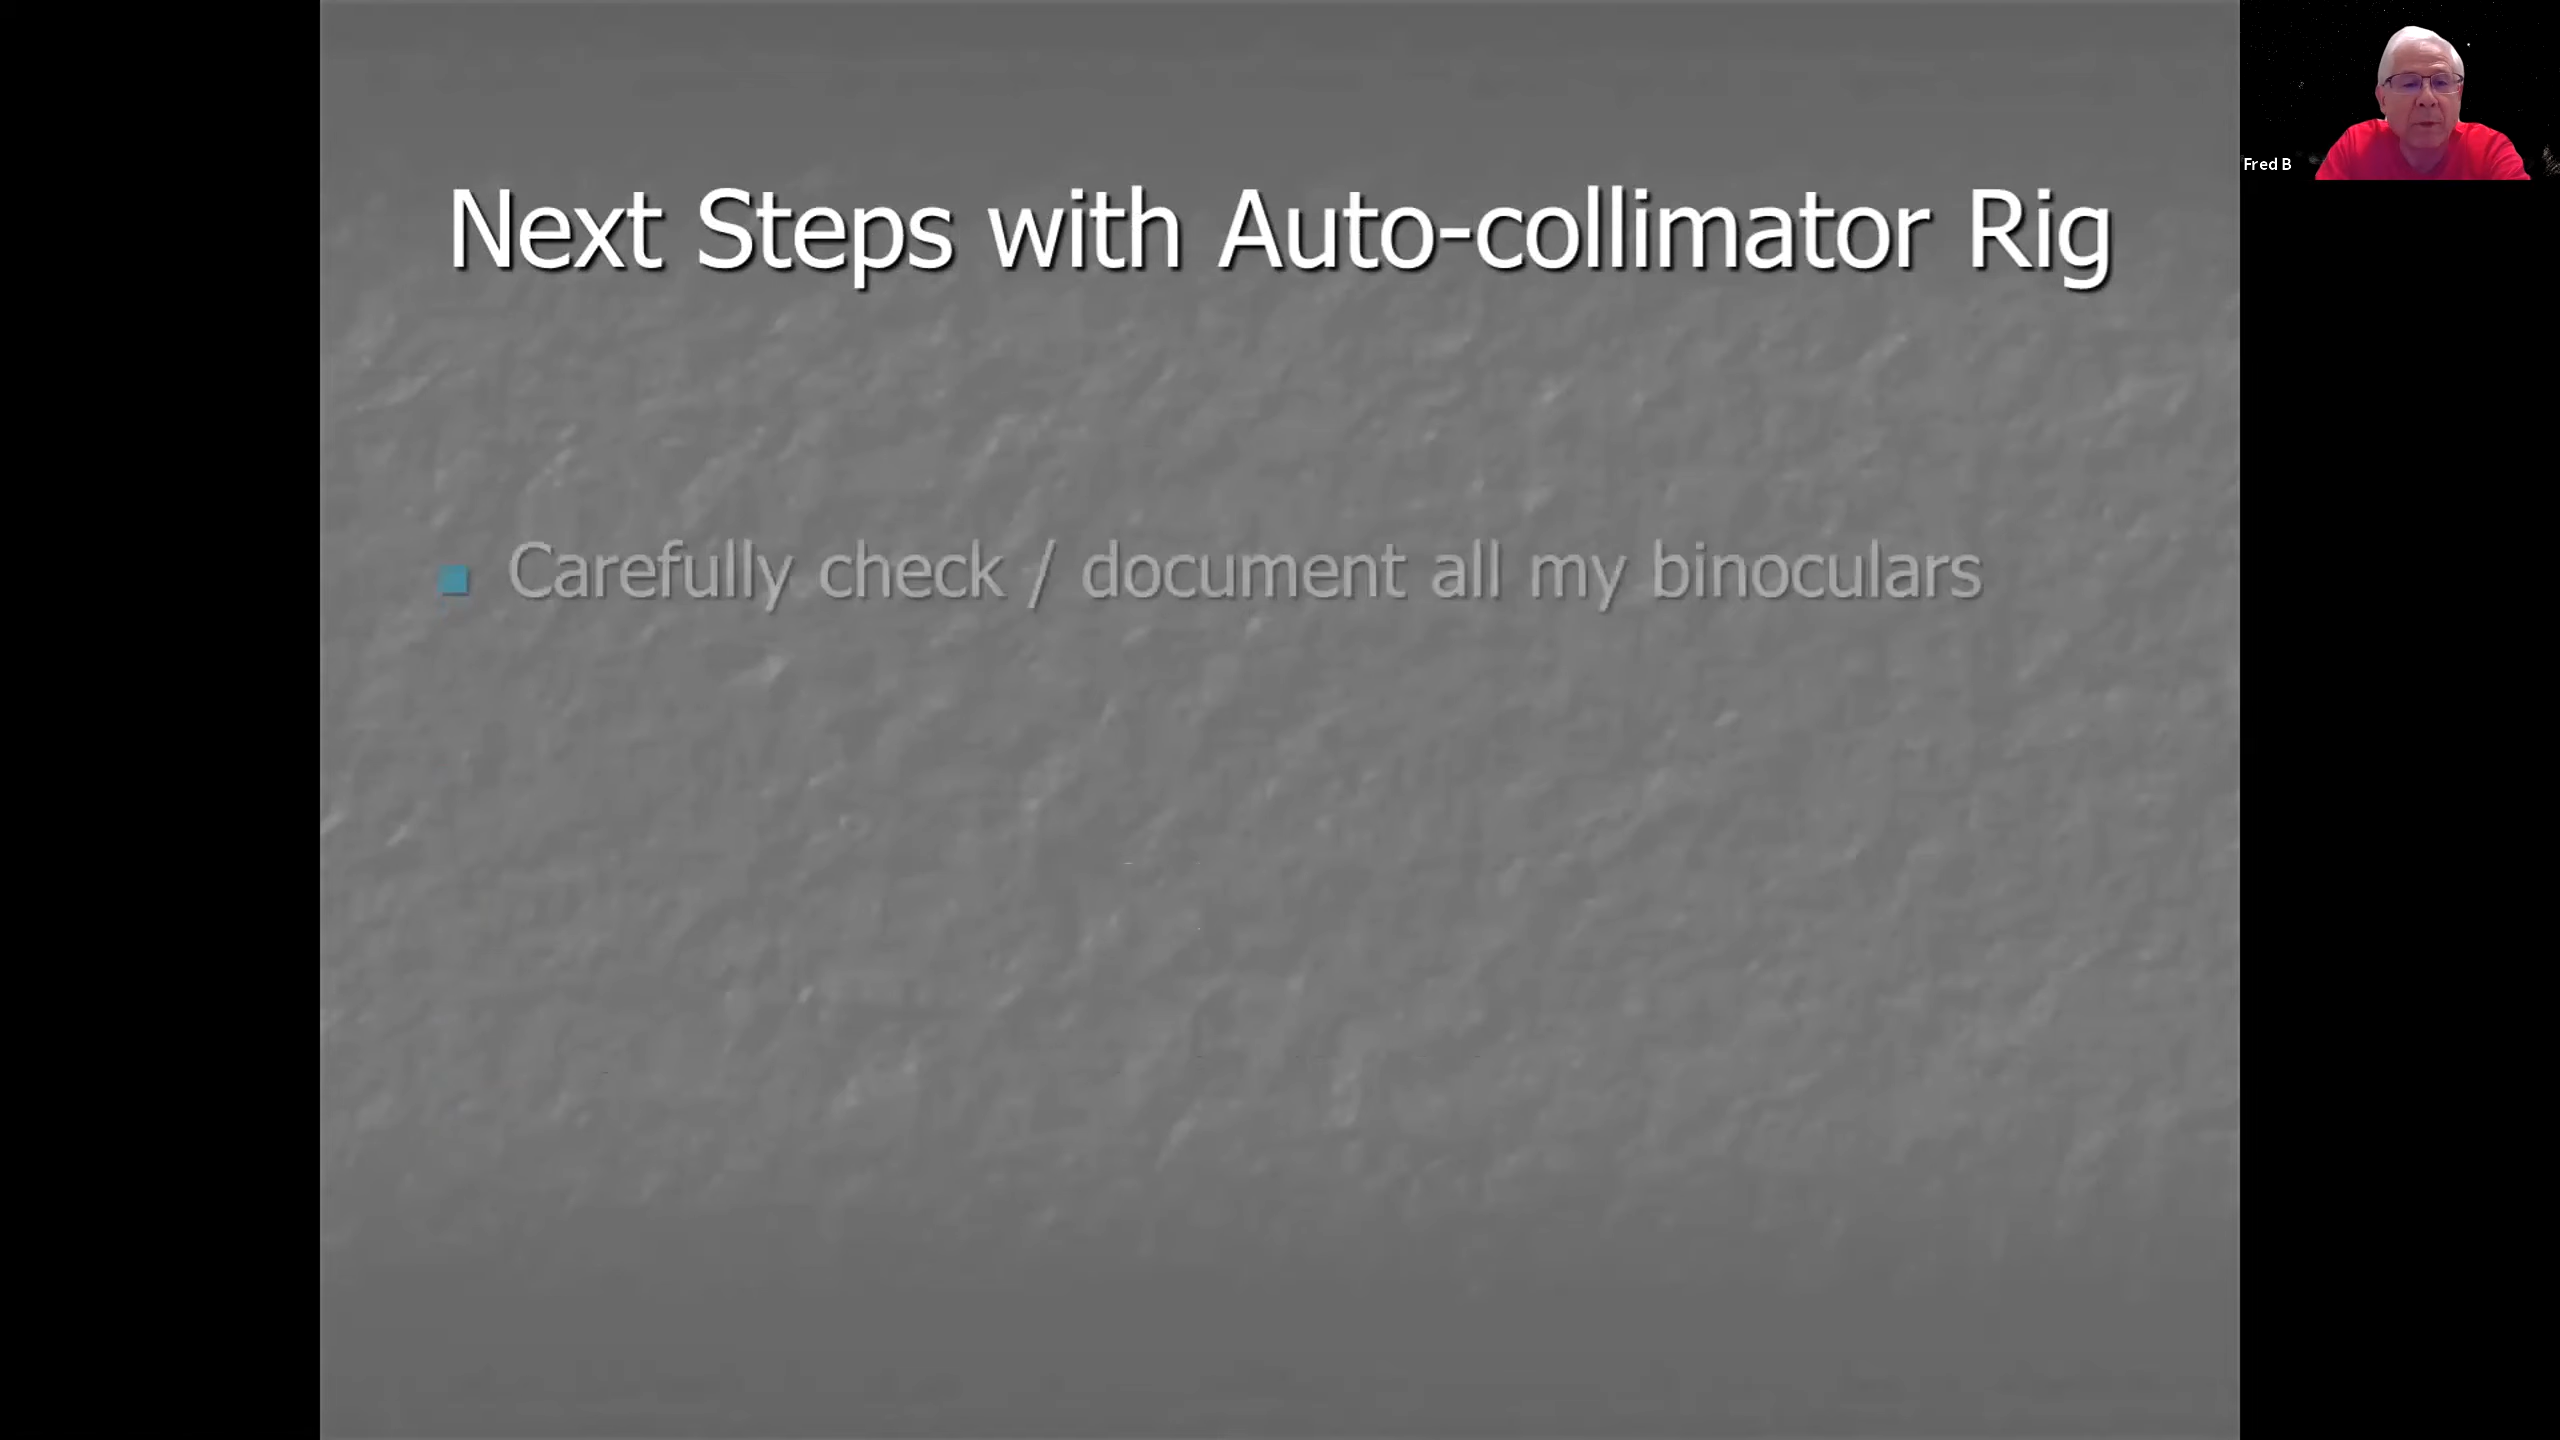 Next Steps with Auto-collimator Rig
Fred B
Carefully check / document all my binoculars